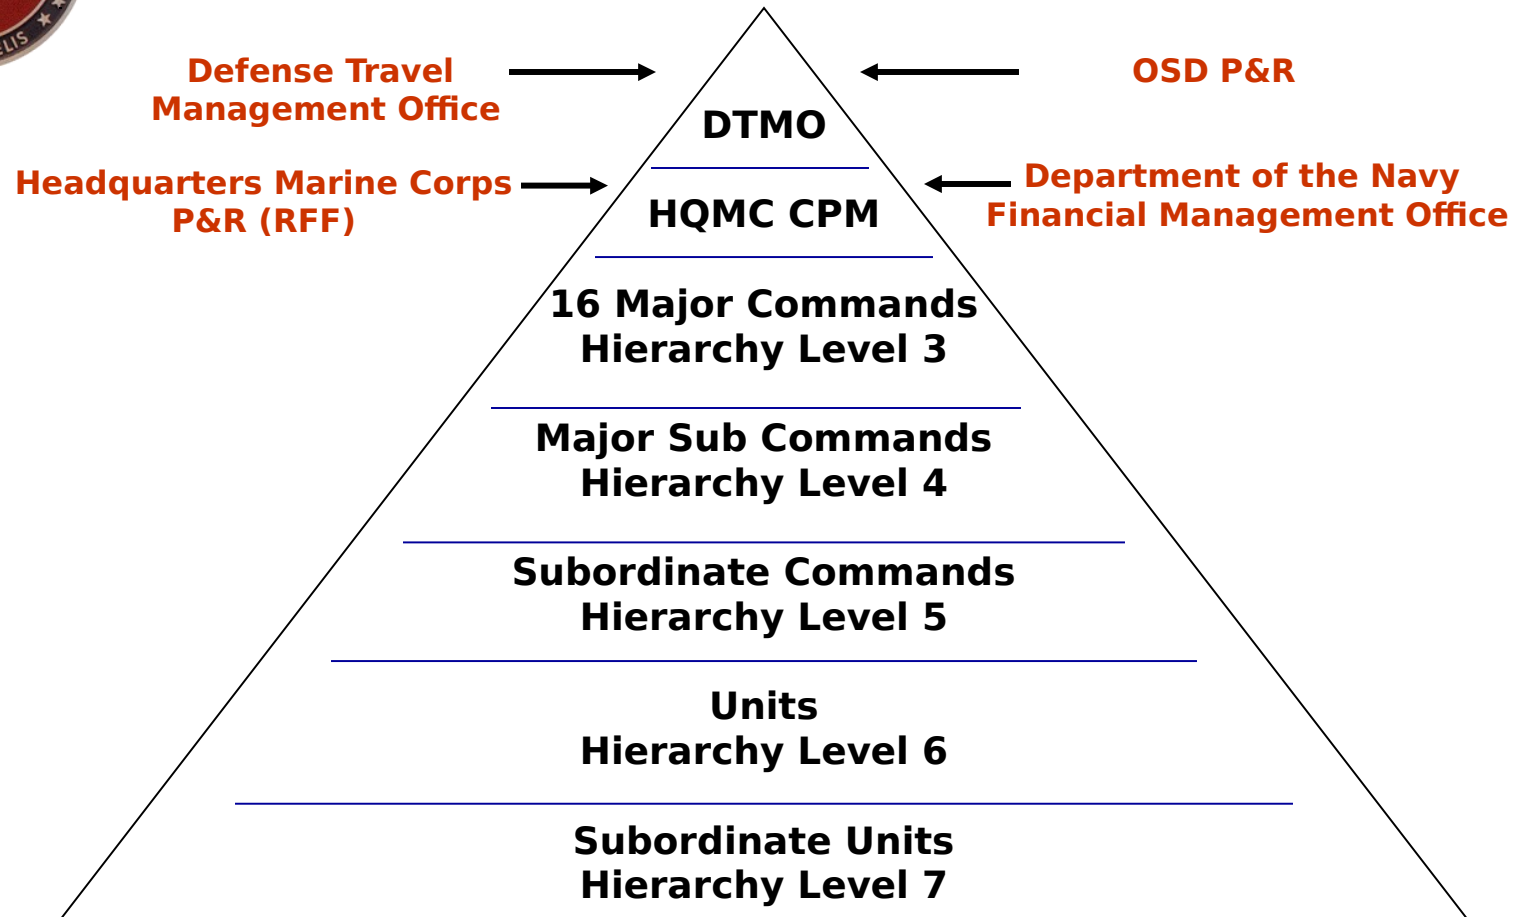 Defense Travel
Management Office
OSD P&R
DTMO
Headquarters Marine Corps
P&R (RFF)
Department of the Navy
Financial Management Office
HQMC CPM
16 Major Commands
Hierarchy Level 3
Major Sub Commands
Hierarchy Level 4
Subordinate Commands
Hierarchy Level 5
Units
Hierarchy Level 6
Subordinate Units
Hierarchy Level 7